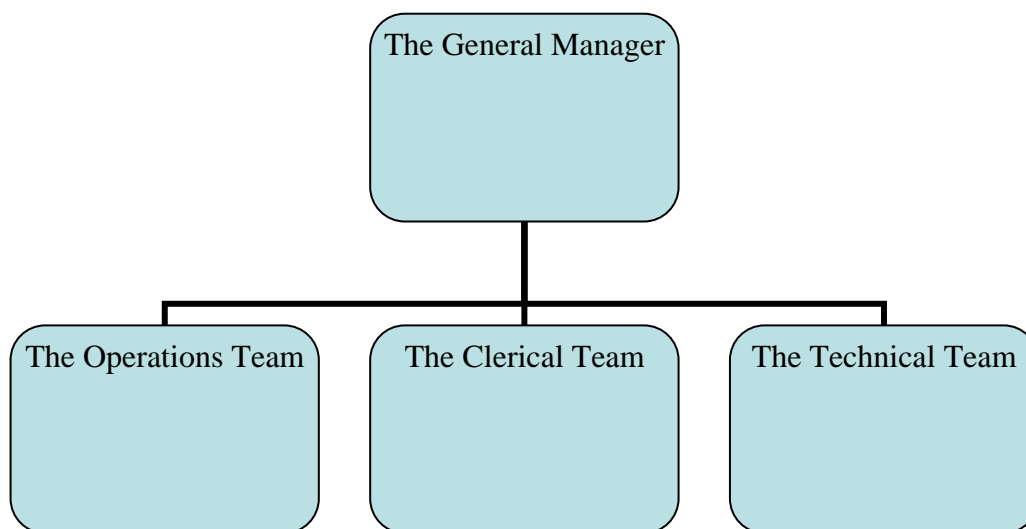 The General Manager
The Operations Team
The Clerical Team
The Technical Team